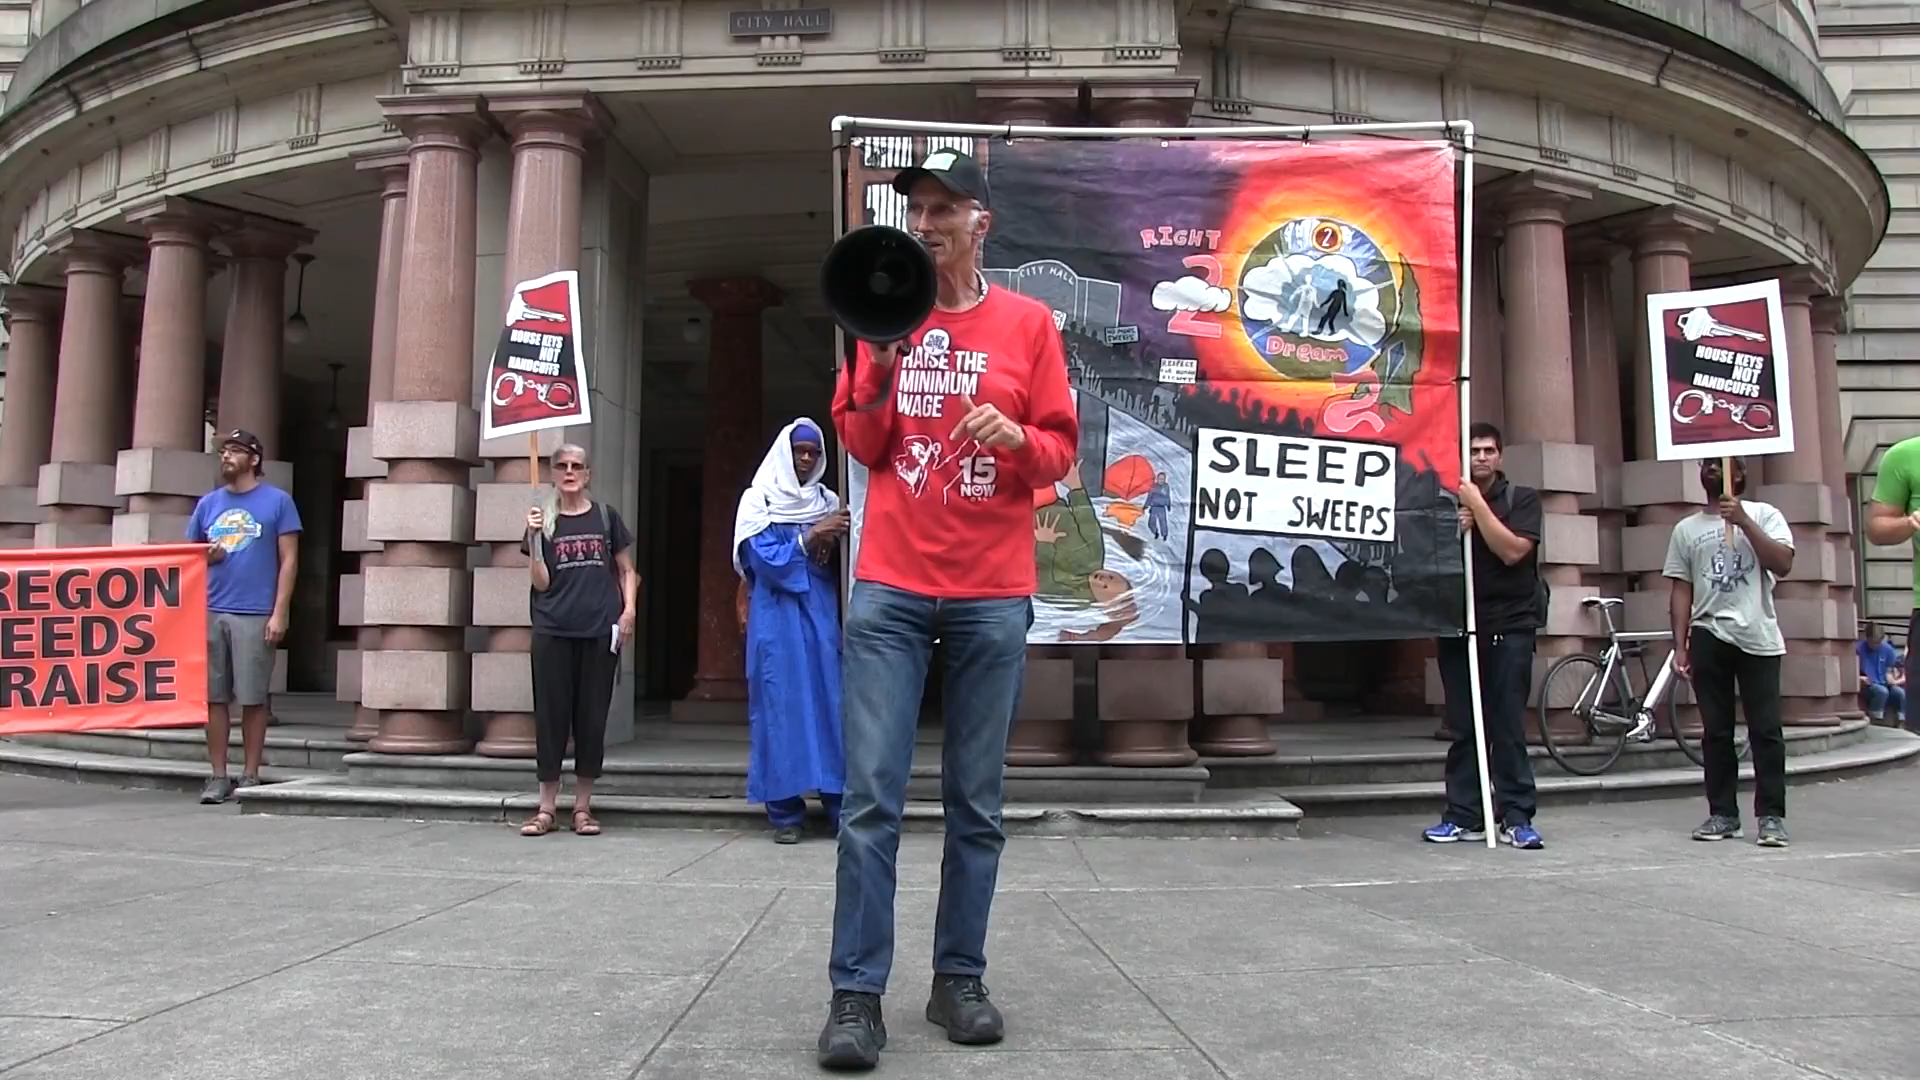 CITY HALL
RIGHT
2
2
CITY HALL
Dream
2
HOUSE KEYS
NOT
HANDCUFFS
HOUSE KEYS
NOT
HANDCUFFS
RAISE THE
MINIMUM
WAGE
15
NOW
SLEEP
NOT SWEEPS
REGON
EEDS
RAISE